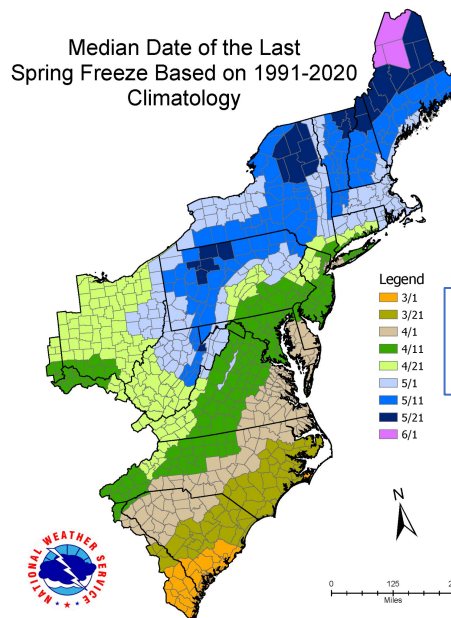 Median Date of the Last
Spring Freeze Based on 1991-2020
Climatology
Legend
3/1
3/21
4/1
4/11
4/21
5/1
5/11
5/21
6/1
N
NATIONAL WEATHER SERVICE
0 125 2
Miles